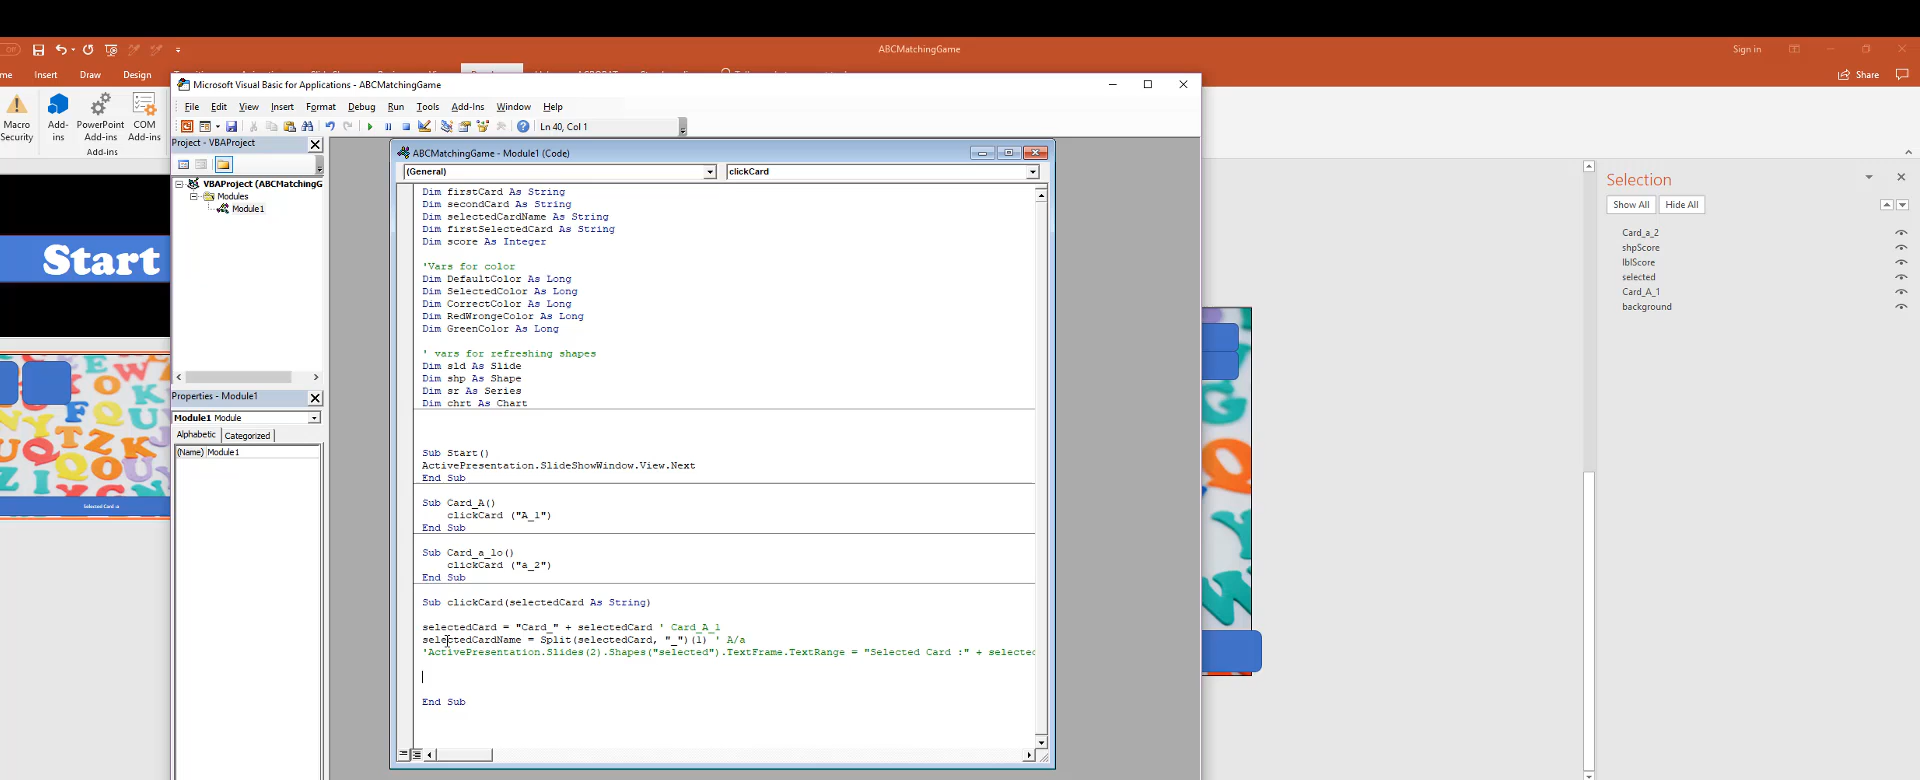 ABCMatchingGame
Sign in
Insert
Draw
Design
Share
Macro
Security
Add-
ins
PowerPoint
Add-ins
COM
Add-ins
Add-ins
Microsoft Visual Basic for Applications - ABCMatchingGame
File Edit View Insert Format Debug Run Tools Add-Ins Window Help
Ln 40, Col 1
Project - VBAProject
VBAProject (ABCMatchingG
Modules
Module1
Properties - Module1
Module1 Module
Alphabetic Categorized
(Name) Module1
Start
Selected Card :a
ABCMatchingGame - Module1 (Code)
(General) clickCard
Dim firstCard As String
Dim secondCard As String
Dim selectedCardName As String
Dim firstSelectedCard As String
Dim score As Integer
'Vars for color
Dim DefaultColor As Long
Dim SelectedColor As Long
Dim CorrectColor As Long
Dim RedWrongeColor As Long
Dim GreenColor As Long
' vars for refreshing shapes
Dim sld As Slide
Dim shp As Shape
Dim sr As Series
Dim chrt As Chart
Sub Start()
ActivePresentation.SlideShowWindow.View.Next
End Sub
Sub Card_A()
clickCard ("A_1")
End Sub
Sub Card_a_lo()
clickCard ("a_2")
End Sub
Sub clickCard(selectedCard As String)
selectedCard = "Card_" + selectedCard ' Card_A_1
selectedCardName = Split(selectedCard, "_")(1) ' A/a
'ActivePresentation.Slides(2).Shapes("selected").TextFrame.TextRange = "Selected Card :" + selected
End Sub
Selection
Show All Hide All
Card_a_2
shpScore
lblScore
selected
Card_A_1
background